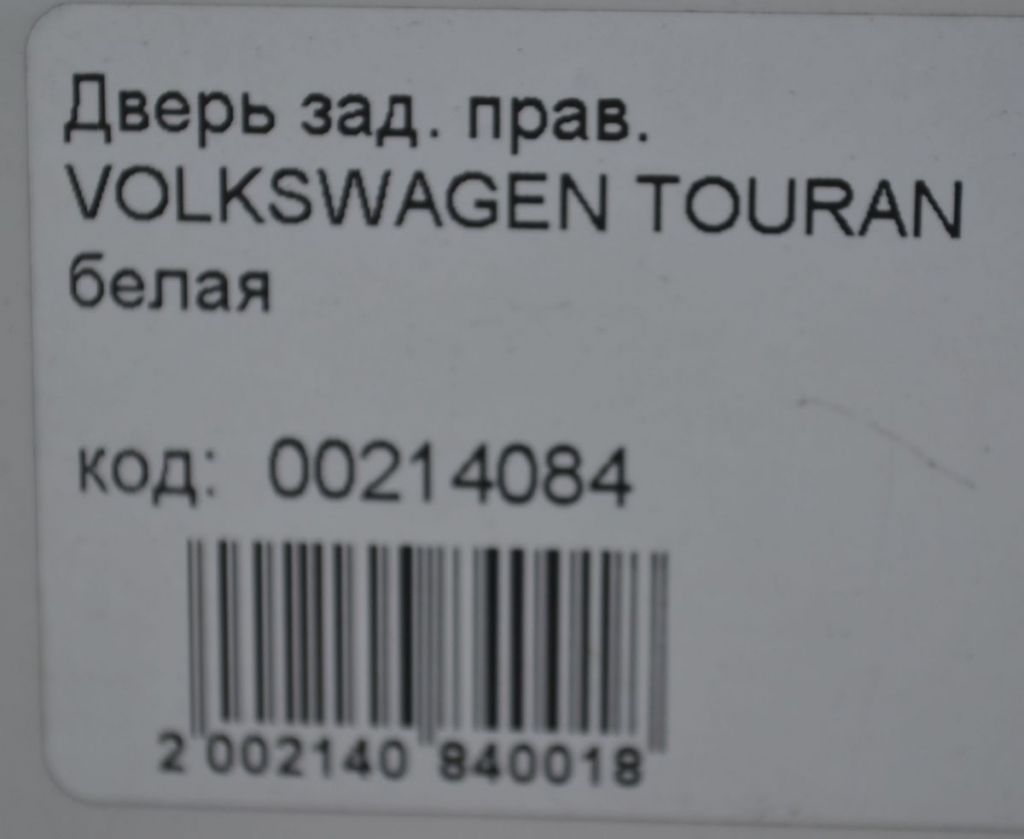 Дверь зад. прав.
VOLKSWAGEN TOURAN
белая
код: 00214084
2 002140 840018